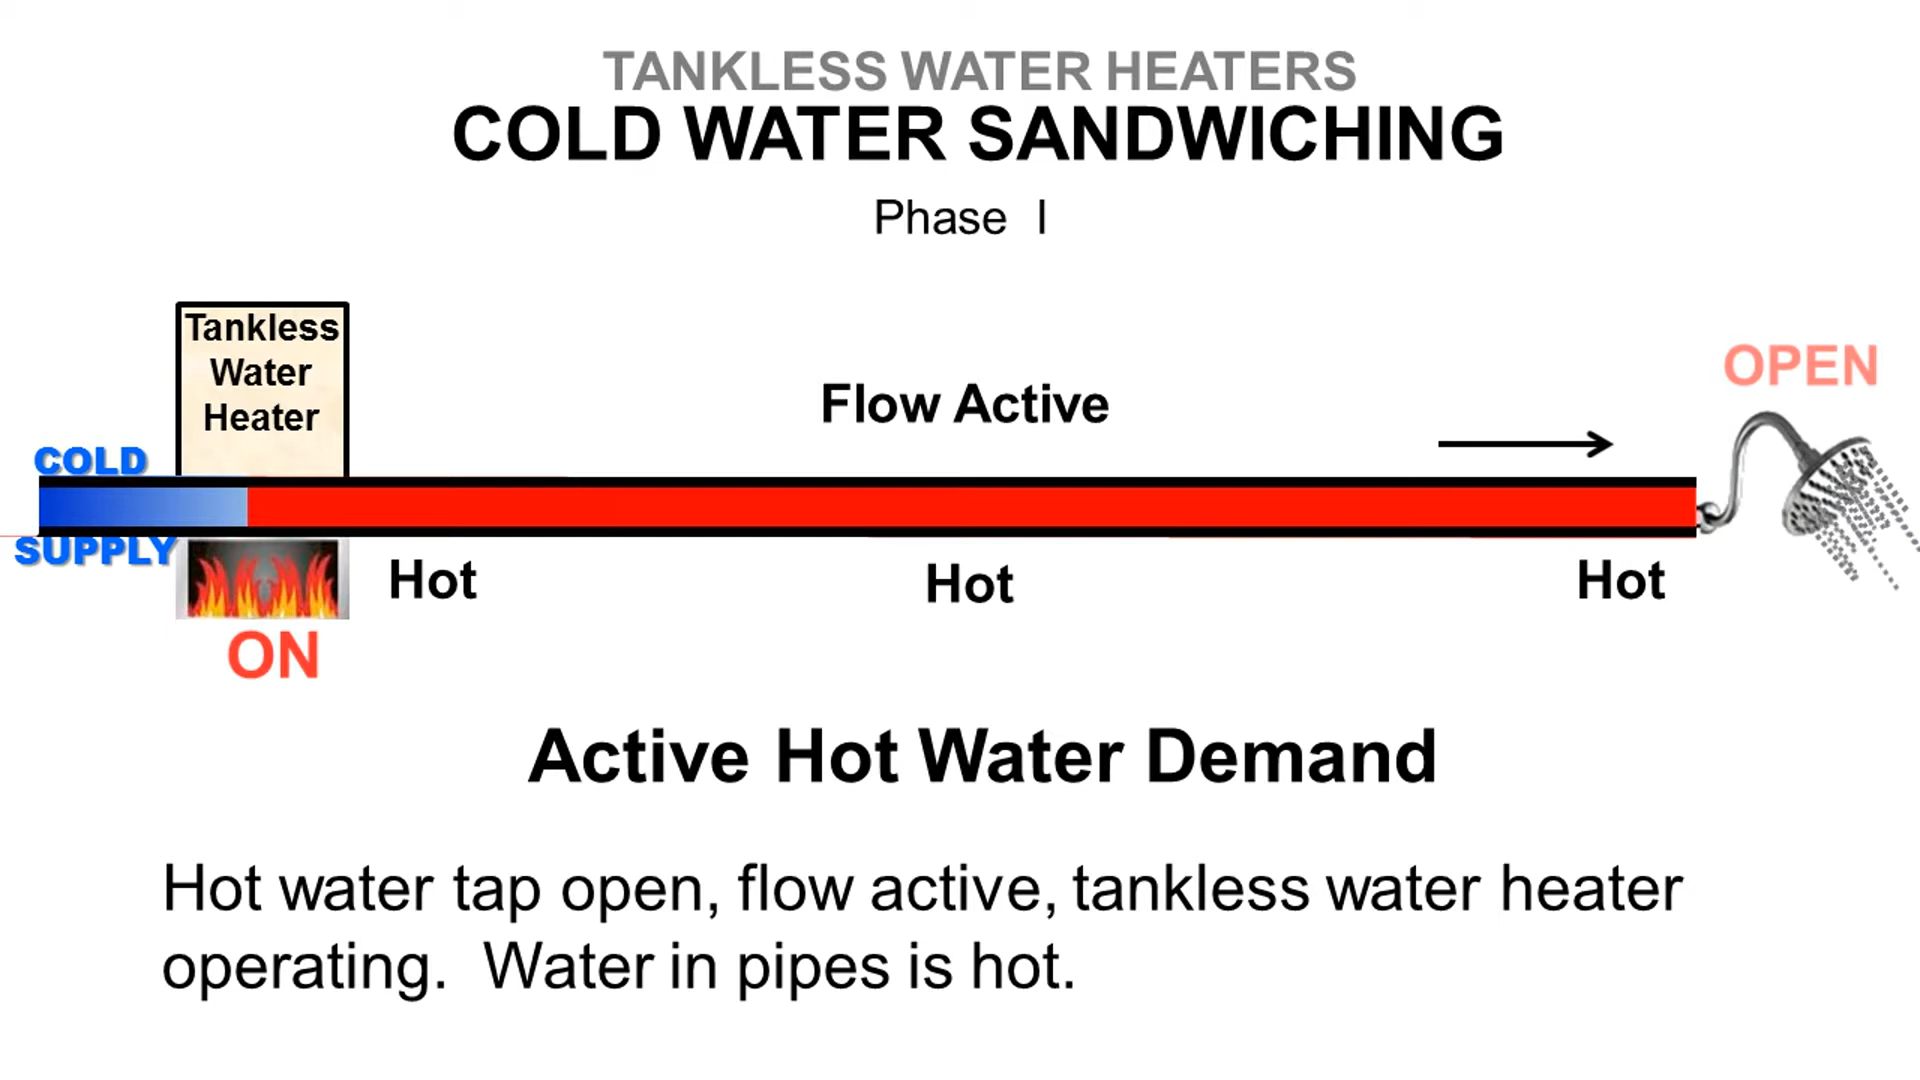 TANKLESS WATER HEATERS
COLD WATER SANDWICHING
Phase I
Tankless
Water
Heater
OPEN
Flow Active
COLD
SUPPLY
Hot
Hot
Hot
ON
Active Hot Water Demand
Hot water tap open, flow active, tankless water heater
operating. Water in pipes is hot.